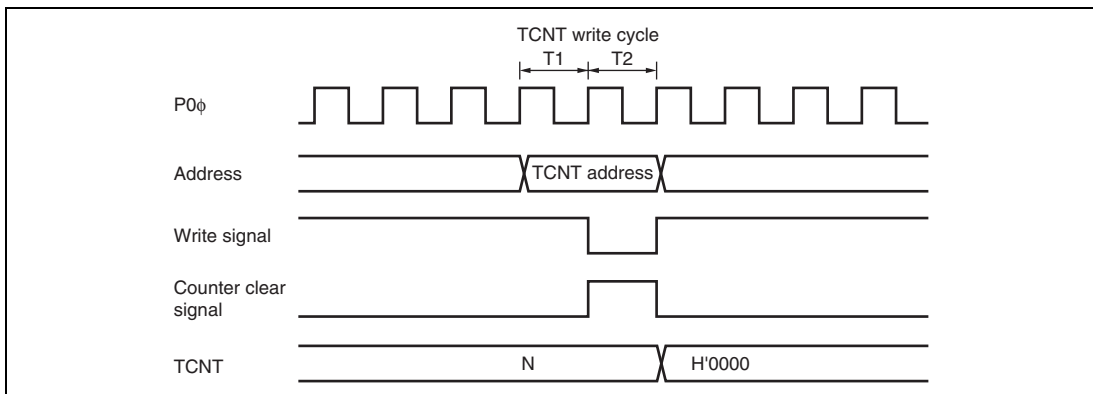 TCNT write cycle
T1 T2
P0ϕ
Address
TCNT address
Write signal
Counter clear
signal
TCNT
N
H'0000